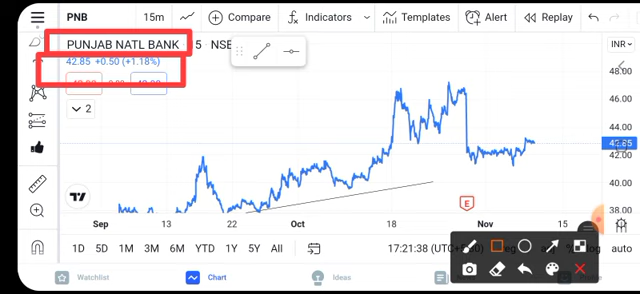 PNB 15m Compare Indicators Templates Alert Replay
PUNJAB NATL BANK 5 · NSE
INR
42.85 +0.50 (+1.18%)
2
48.00
44.00
42.85
42.00
40.00
38.00
E
Sep 13 22 Oct 18 Nov 15
1D 5D 1M 3M 6M YTD 1Y 5Y All 17:21:38 (UTC+ auto
Watchlist Chart Ideas